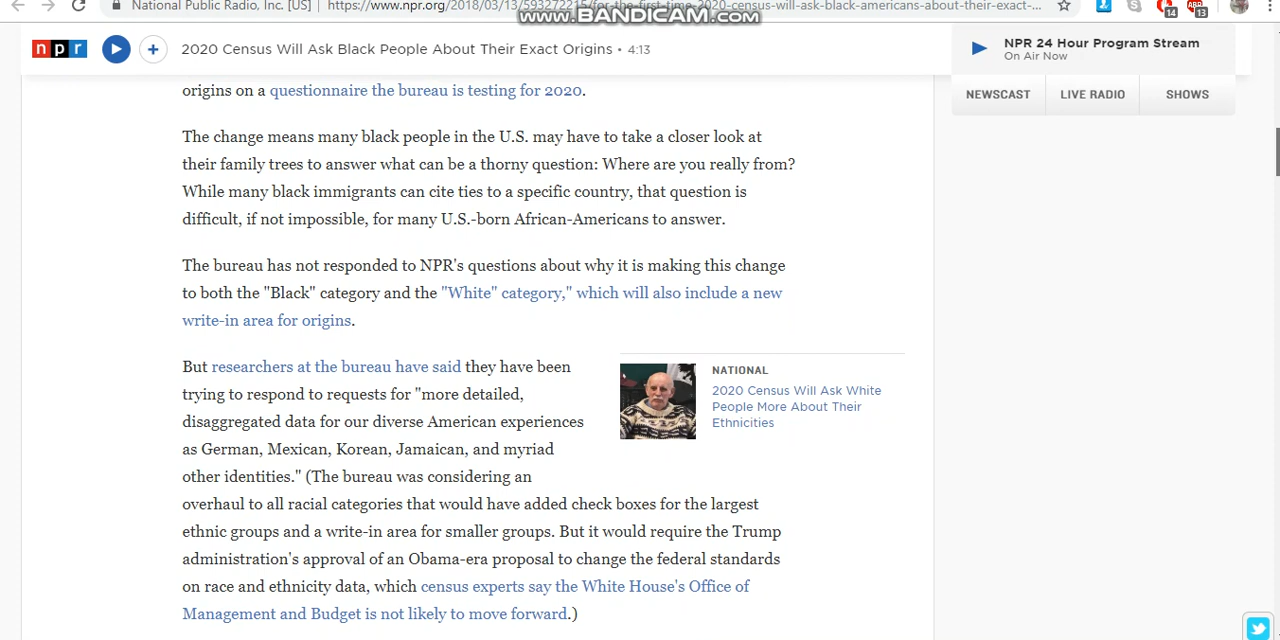 National Public Radio, Inc. [US]
https://www.npr.org/2018/03/13/593272215/for-the-first-time-2020-census-will-ask-black-americans-about-their-exact-...
www.BANDICAM.com
14
13
npr
2020 Census Will Ask Black People About Their Exact Origins • 4:13
NPR 24 Hour Program Stream
On Air Now
NEWSCAST
LIVE RADIO
SHOWS
origins on a questionnaire the bureau is testing for 2020.
The change means many black people in the U.S. may have to take a closer look at
their family trees to answer what can be a thorny question: Where are you really from?
While many black immigrants can cite ties to a specific country, that question is
difficult, if not impossible, for many U.S.-born African-Americans to answer.
The bureau has not responded to NPR's questions about why it is making this change
to both the "Black" category and the "White" category," which will also include a new
write-in area for origins.
But researchers at the bureau have said they have been
trying to respond to requests for "more detailed,
disaggregated data for our diverse American experiences
as German, Mexican, Korean, Jamaican, and myriad
other identities." (The bureau was considering an
overhaul to all racial categories that would have added check boxes for the largest
ethnic groups and a write-in area for smaller groups. But it would require the Trump
administration's approval of an Obama-era proposal to change the federal standards
on race and ethnicity data, which census experts say the White House's Office of
Management and Budget is not likely to move forward.)
NATIONAL
2020 Census Will Ask White
People More About Their
Ethnicities